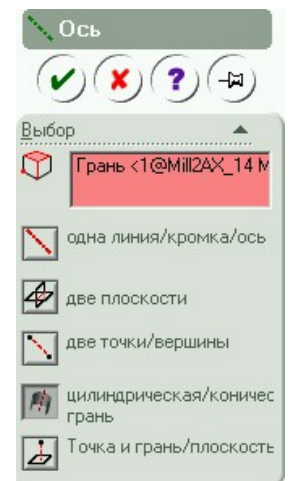 Ось
?
Выбор
Грань <1@Mill2AX_14 М
одна линия/кромка/ось
две плоскости
две точки/вершины
цилиндрическая/коничес
грань
Точка и грань/плоскость